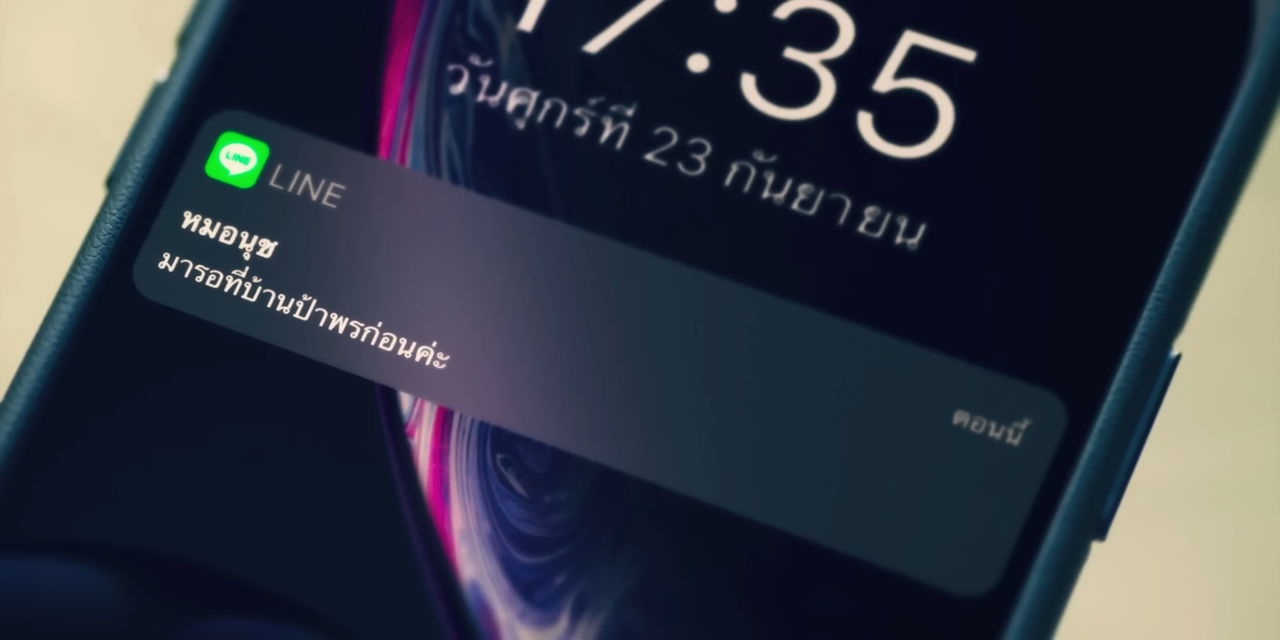 17:35
วันศุกร์ที่ 23 กันยายน
LINE
LINE
หมอนุช
มารอที่บ้านป้าพรก่อนค่ะ
ตอนนี้